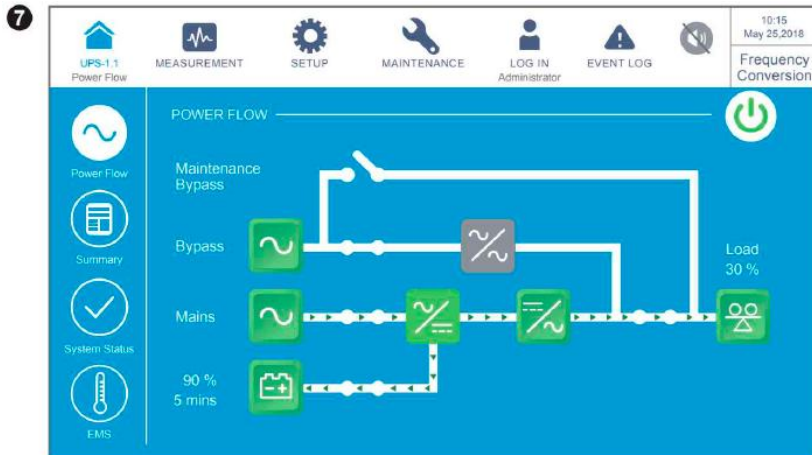 7
UPS-1.1
Power Flow
MEASUREMENT
SETUP
MAINTENANCE
LOG IN
Administrator
EVENT LOG
10:15
May 25,2018
Frequency
Conversion
Power Flow
Summary
System Status
EMS
POWER FLOW
Maintenance
Bypass
Bypass
Mains
90 %
5 mins
Load
30 %